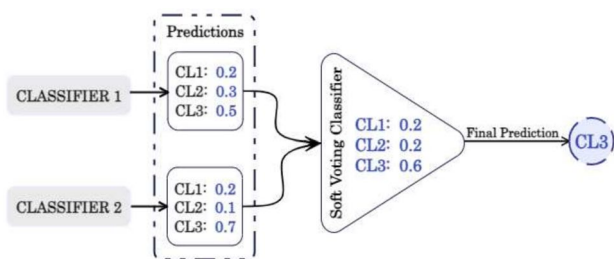 Predictions
CLASSIFIER 1
CL1: 0.2
CL2: 0.3
CL3: 0.5
CLASSIFIER 2
CL1: 0.2
CL2: 0.1
CL3: 0.7
Soft Voting Classifier
CL1: 0.2
CL2: 0.2
CL3: 0.6
Final Prediction
CL3